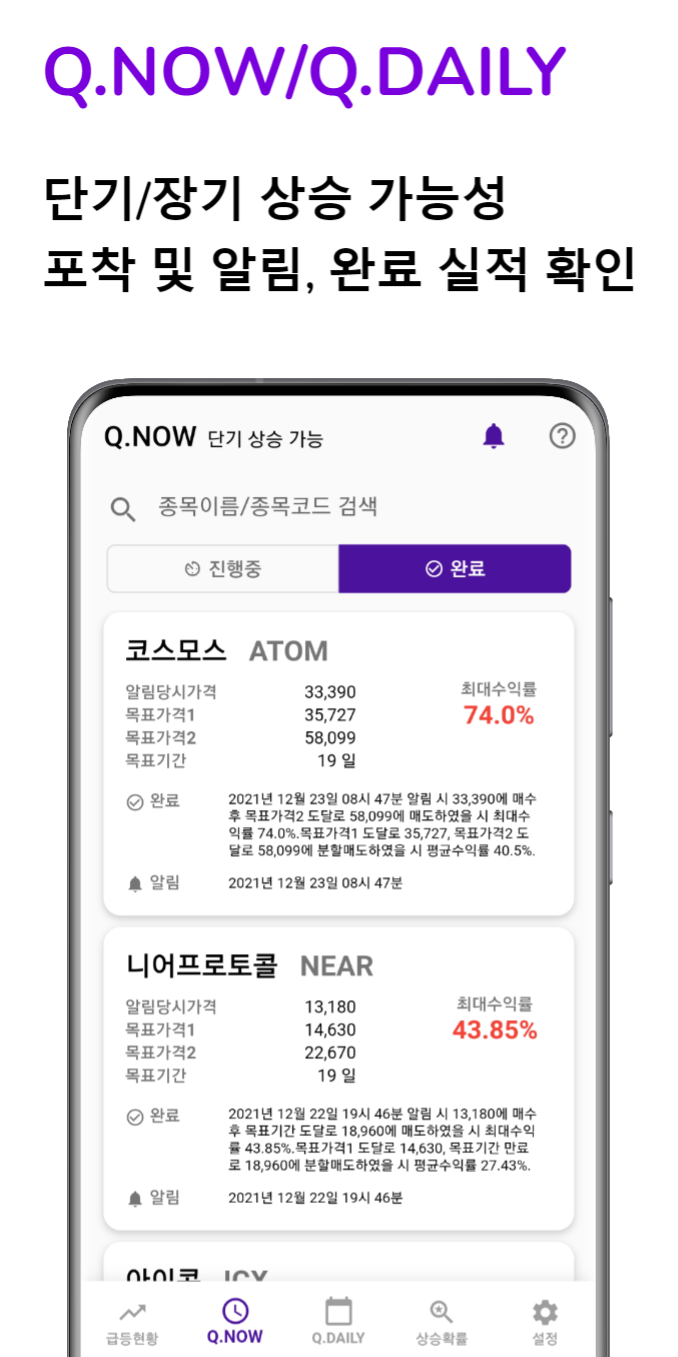 Q.NOW/Q.DAILY
단기/장기 상승 가능성
포착 및 알림, 완료 실적 확인
Q.NOW 단기 상승 가능
종목이름/종목코드 검색
진행중 완료
코스모스 ATOM
알림당시가격 33,390 최대수익률
목표가격1 35,727 74.0%
목표가격2 58,099
목표기간 19 일
완료 2021년 12월 23일 08시 47분 알림 시 33,390에 매수
후 목표가격2 도달로 58,099에 매도하였을 시 최대수
익률 74.0%.목표가격1 도달로 35,727, 목표가격2 도
달로 58,099에 분할매도하였을 시 평균수익률 40.5%.
알림 2021년 12월 23일 08시 47분
니어프로토콜 NEAR
알림당시가격 13,180 최대수익률
목표가격1 14,630 43.85%
목표가격2 22,670
목표기간 19 일
완료 2021년 12월 22일 19시 46분 알림 시 13,180에 매수
후 목표기간 도달로 18,960에 매도하였을 시 최대수익
률 43.85%.목표가격1 도달로 14,630, 목표기간 만료
로 18,960에 분할매도하였을 시 평균수익률 27.43%.
알림 2021년 12월 22일 19시 46분
아이콘 ICX
급등현황 Q.NOW Q.DAILY 상승확률 설정